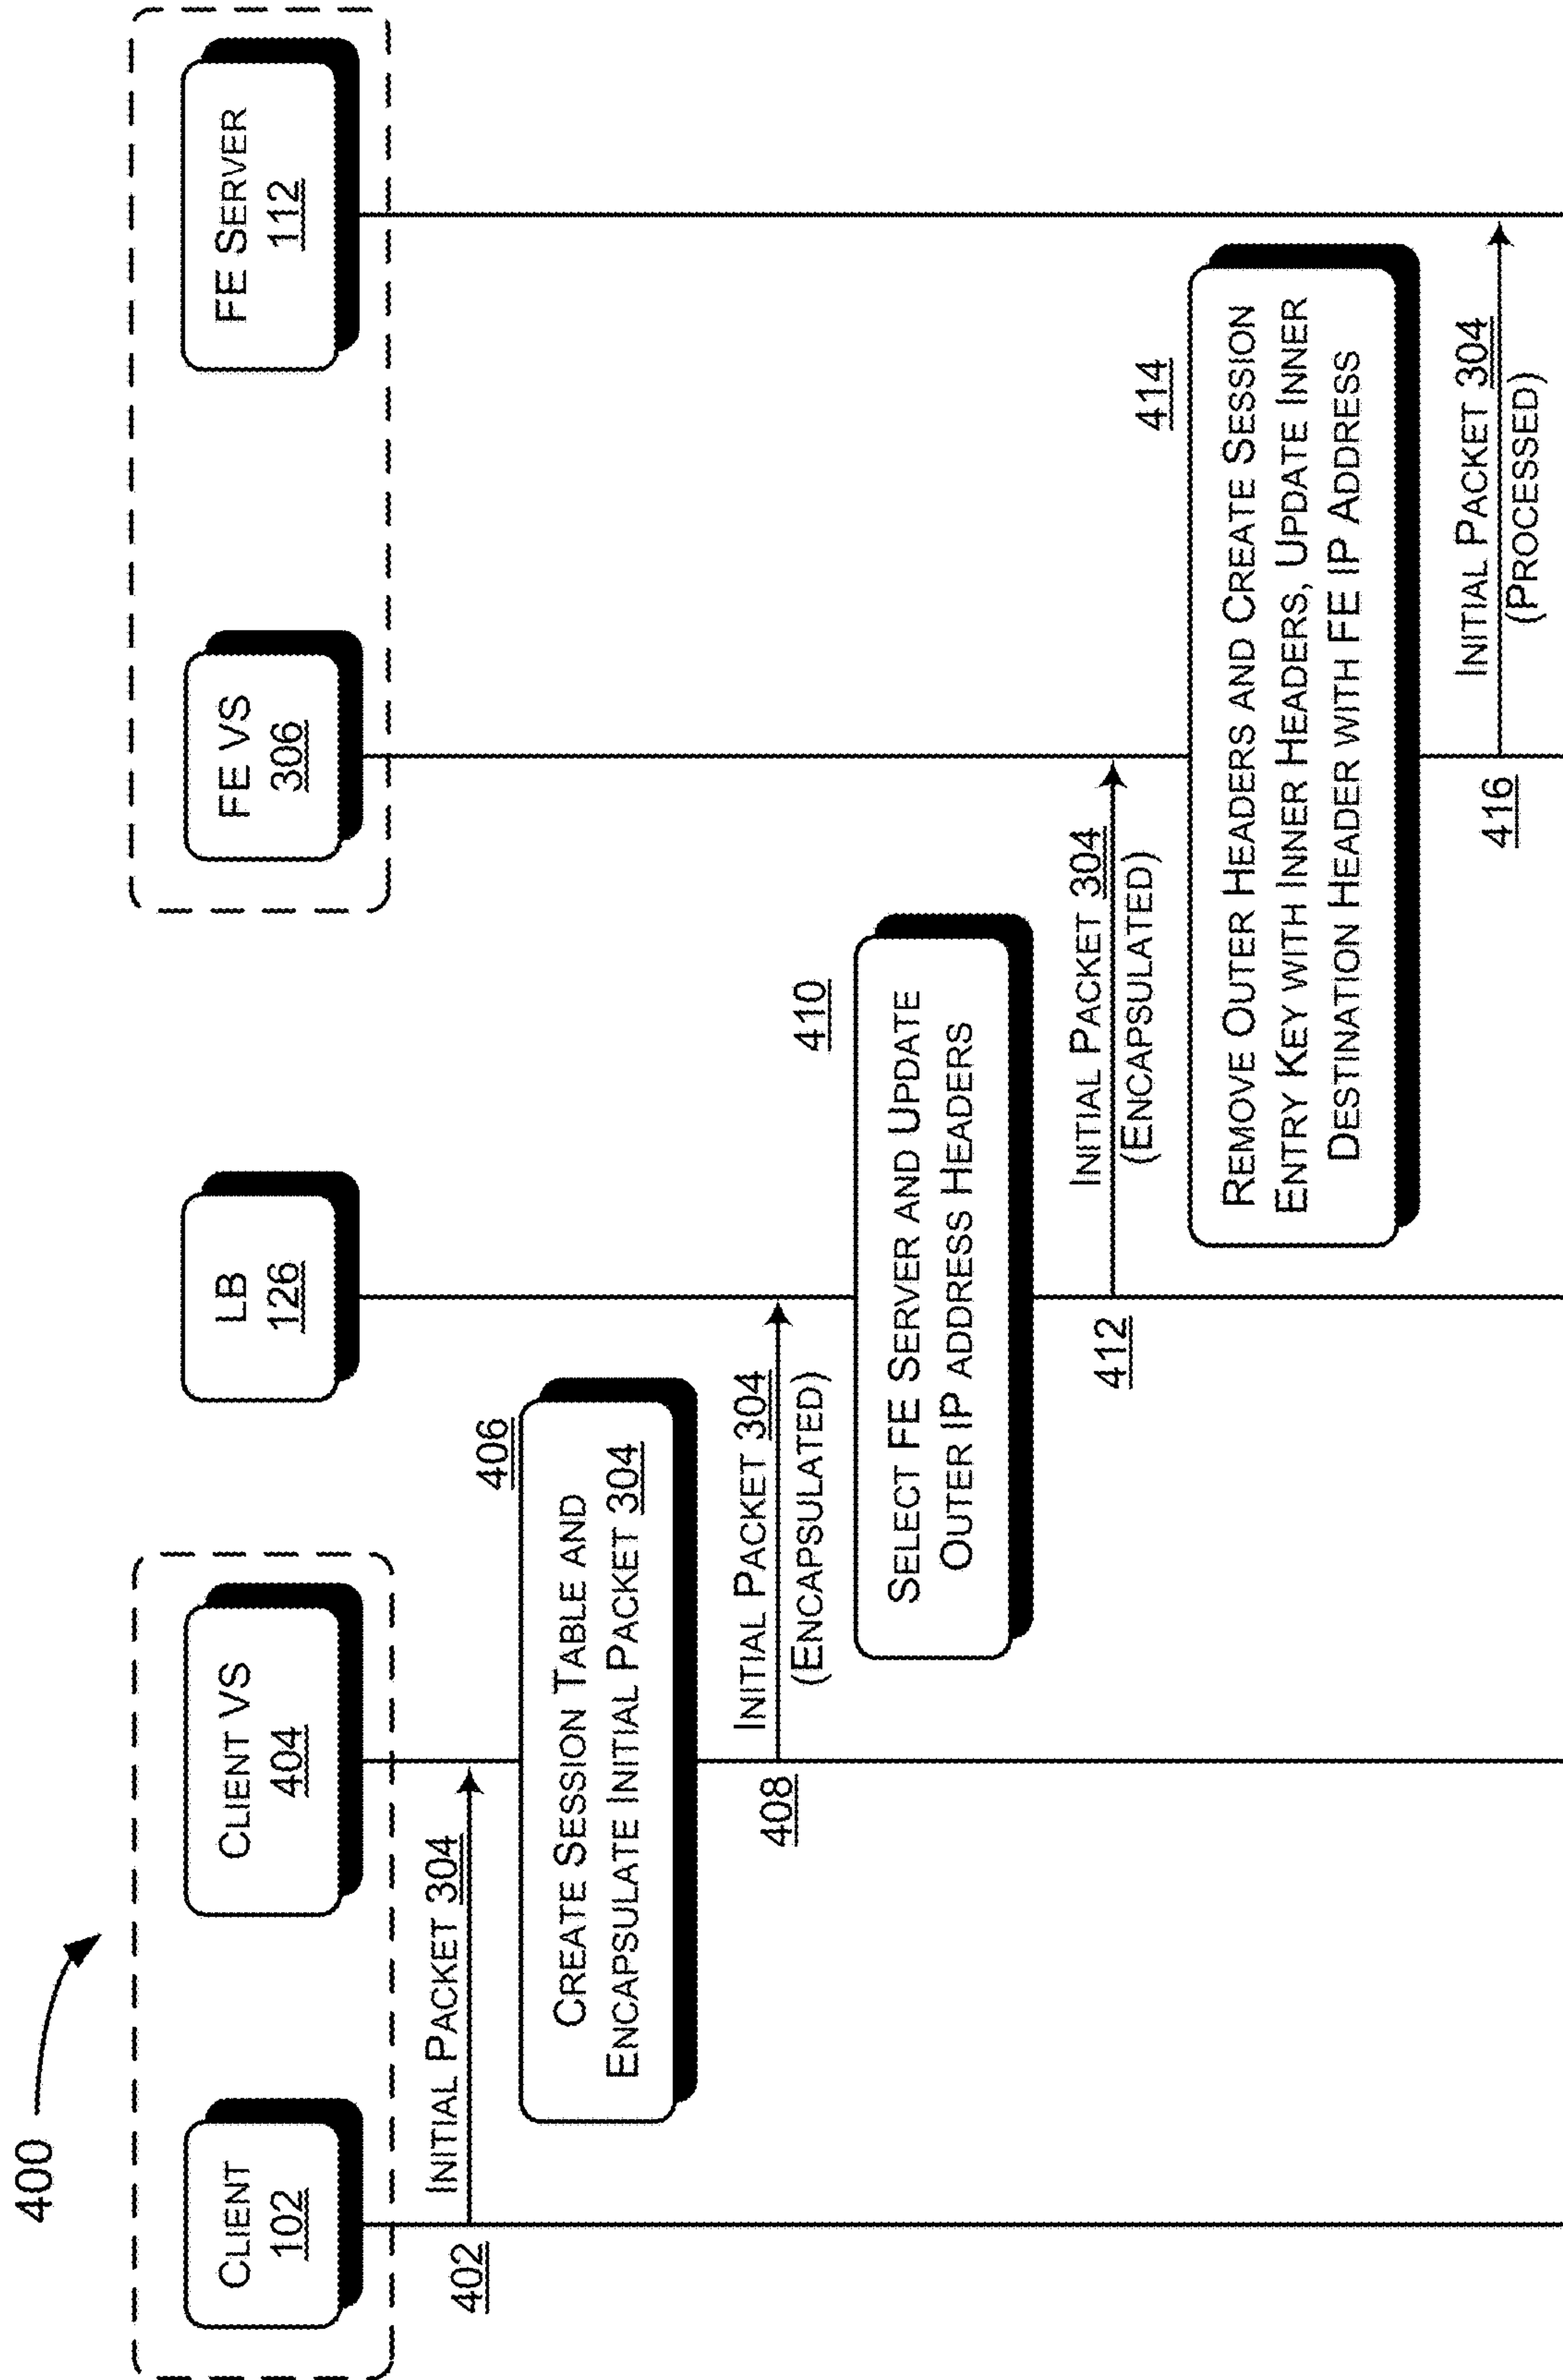 400
CLIENT
102
CLIENT VS
404
LB
126
FE VS
306
FE SERVER
112
INITIAL PACKET 304
402
406
CREATE SESSION TABLE AND
ENCAPSULATE INITIAL PACKET 304
INITIAL PACKET 304
(ENCAPSULATED)
408
410
SELECT FE SERVER AND UPDATE
OUTER IP ADDRESS HEADERS
INITIAL PACKET 304
(ENCAPSULATED)
412
414
REMOVE OUTER HEADERS AND CREATE SESSION
ENTRY KEY WITH INNER HEADERS, UPDATE INNER
DESTINATION HEADER WITH FE IP ADDRESS
INITIAL PACKET 304
(PROCESSED)
416